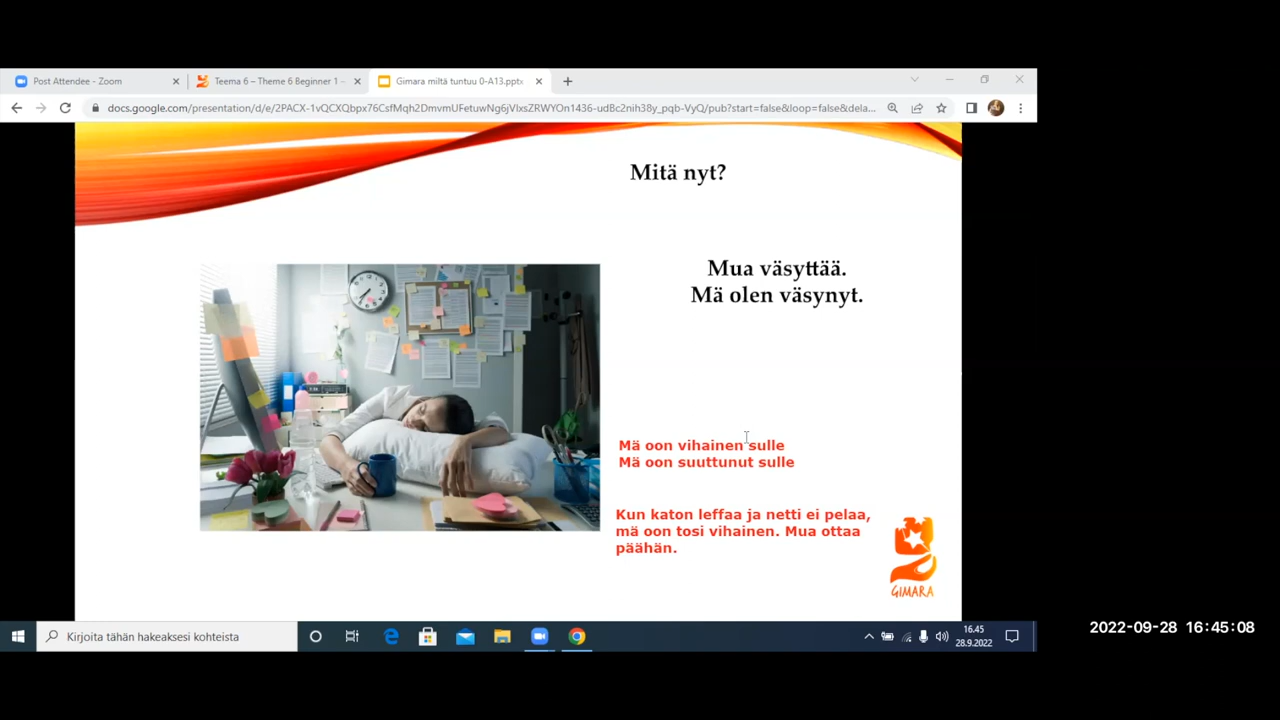 Post Attendee - Zoom
Teema 6 – Theme 6 Beginner 1 –
Gimara miltä tuntuu 0-A13.pptx
docs.google.com/presentation/d/e/2PACX-1vQCXQbpx76CsfMqh2DmvmUFetuwNg6jVlxsZRWYOn1436-udBc2nih38y_pqb-VyQ/pub?start=false&loop=false&dela...
Mitä nyt?
Mua väsyttää.
Mä olen väsynyt.
Mä oon vihainen sulle
Mä oon suuttunut sulle
Kun katon leffaa ja netti ei pelaa,
mä oon tosi vihainen. Mua ottaa
päähän.
GIMARA
Kirjoita tähän hakeaksesi kohteista
16.45
28.9.2022
2022-09-28 16:45:08